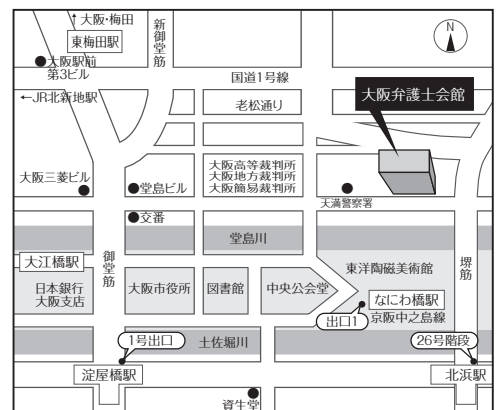 ↑大阪・梅田
東梅田駅
新御堂筋
N
大阪駅前
第3ビル
国道1号線
←JR北新地駅
老松通り
大阪弁護士会館
大阪三菱ビル
堂島ビル
大阪高等裁判所
大阪地方裁判所
大阪簡易裁判所
天満警察署
交番
堂島川
大江橋駅
御堂筋
東洋陶磁美術館
堺筋
日本銀行
大阪支店
大阪市役所
図書館
中央公会堂
なにわ橋駅
京阪中之島線
出口1
1号出口
土佐堀川
26号階段
淀屋橋駅
北浜駅
資生堂